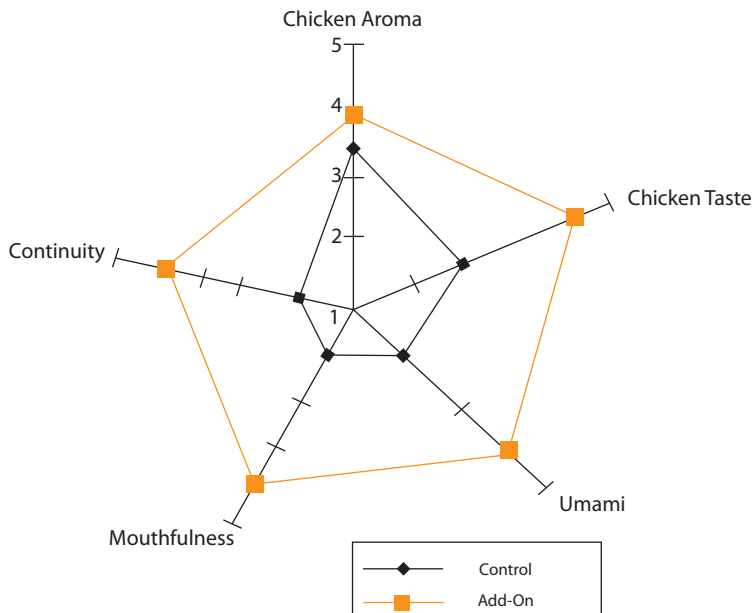 Chicken Aroma
5
4
3
2
1
Chicken Taste
Continuity
Umami
Mouthfulness
Control
Add-On